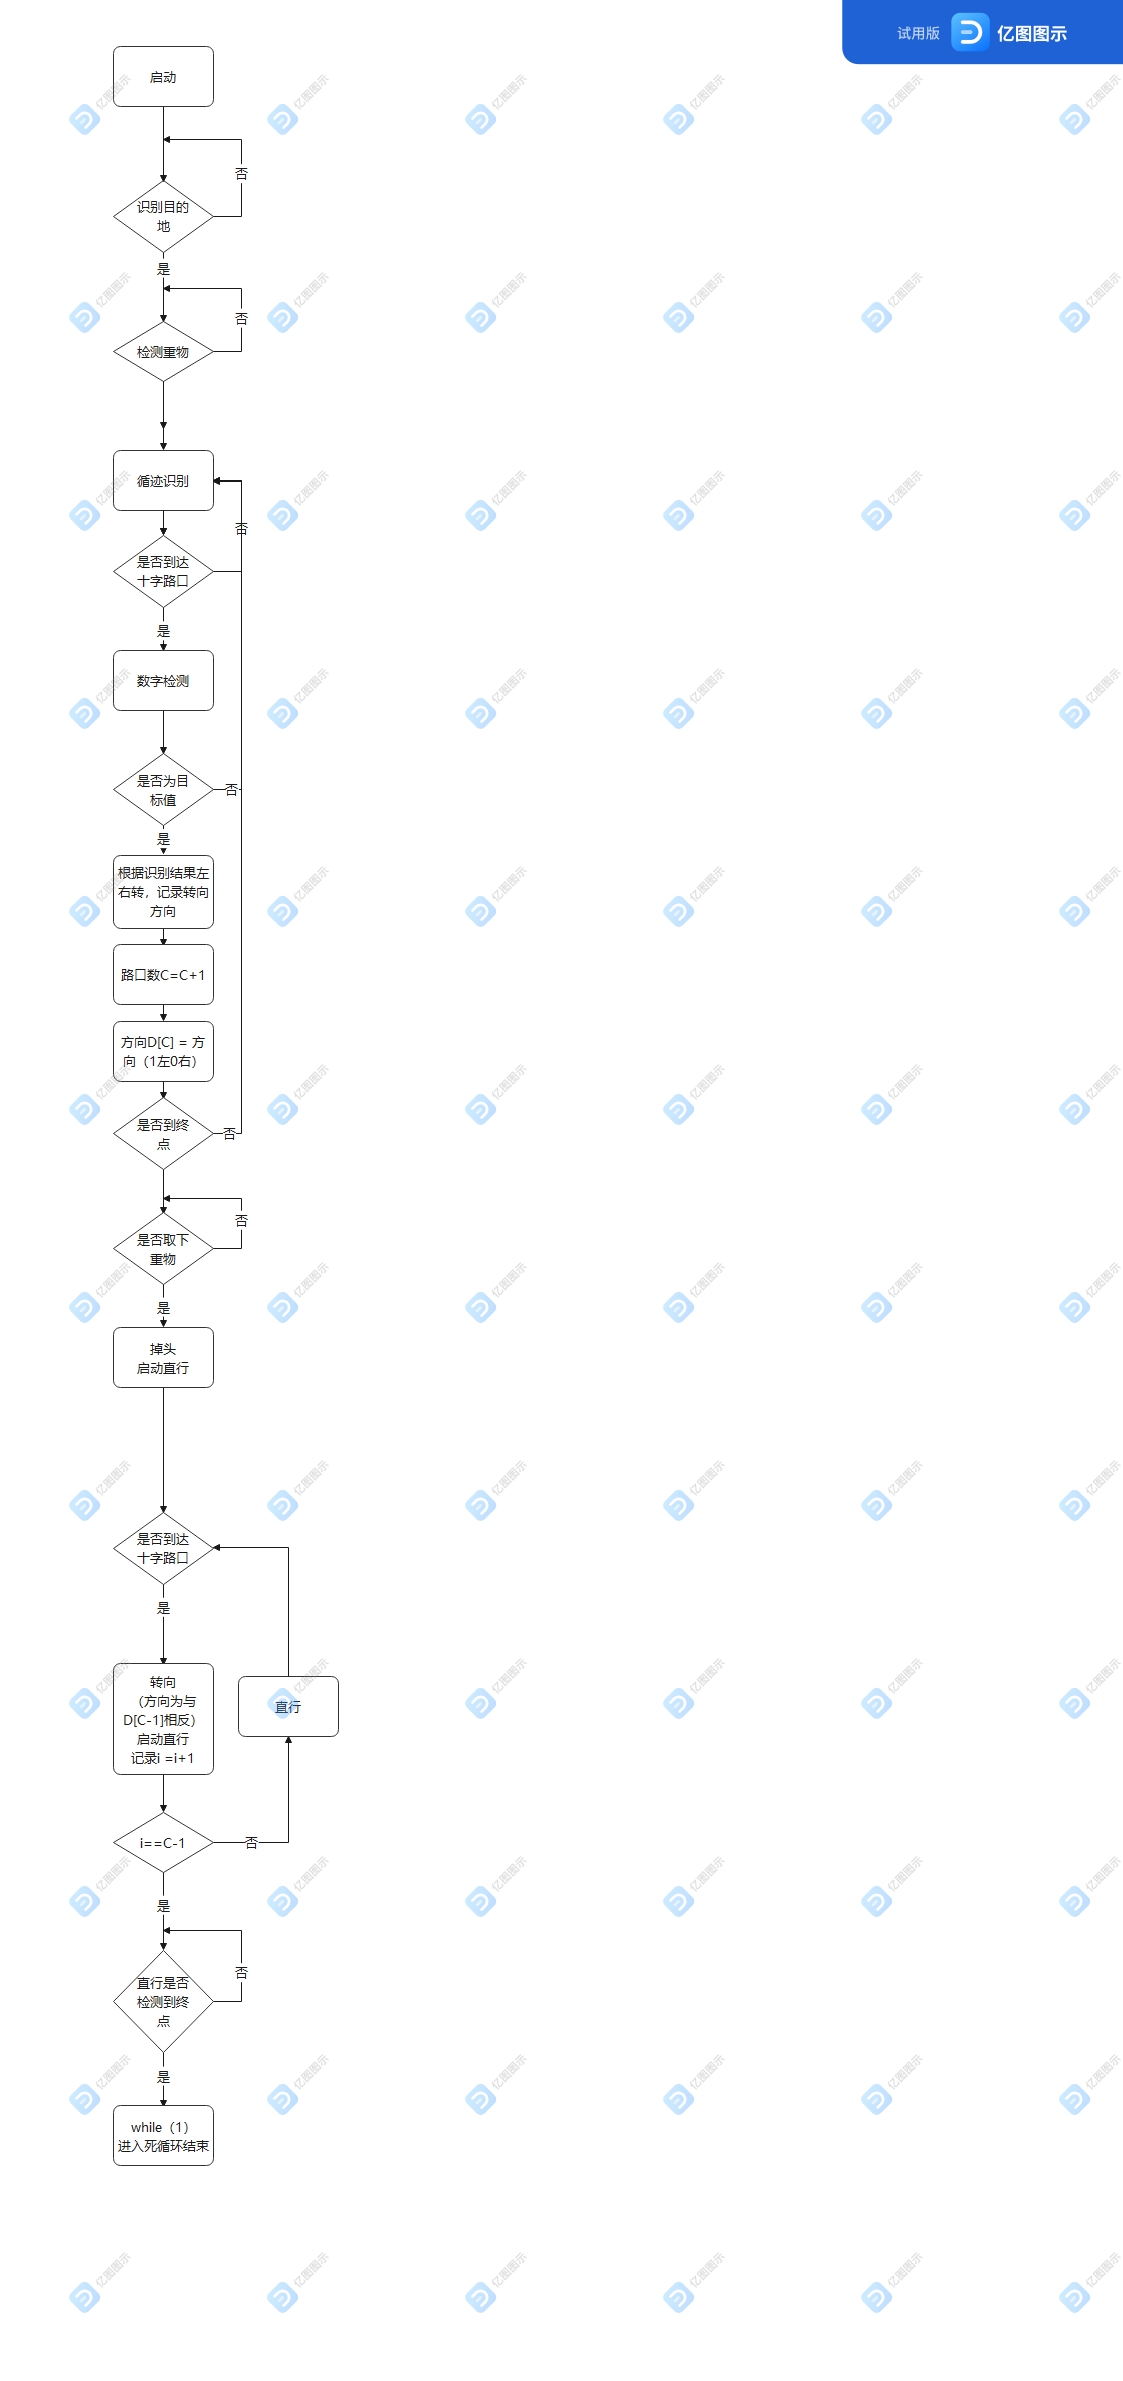 试用版 亿图图示
启动
否
识别目的
地
是
否
检测重物
循迹识别
否
是否到达
十字路口
是
数字检测
是否为目
标值
否
是
根据识别结果左
右转，记录转向
方向
路口数C=C+1
方向D[C] = 方
向（1左0右）
是否到终
点
否
否
是否取下
重物
是
掉头
启动直行
是否到达
十字路口
是
转向
（方向为与
D[C-1]相反）
启动直行
记录i =i+1
直行
i==C-1
否
是
否
直行是否
检测到终
点
是
while（1）
进入死循环结束